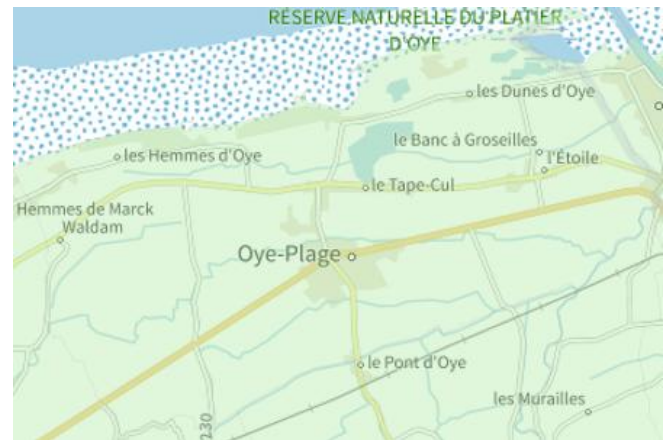 RÉSERVE NATURELLE DU PLATIER
D'OYE
les Dunes d'Oye
le Banc à Groseilles
les Hemmes d'Oye
l'Étoile
le Tape-Cul
Hemmes de Marck
Waldam
Oye-Plage
le Pont d'Oye
les Murailles